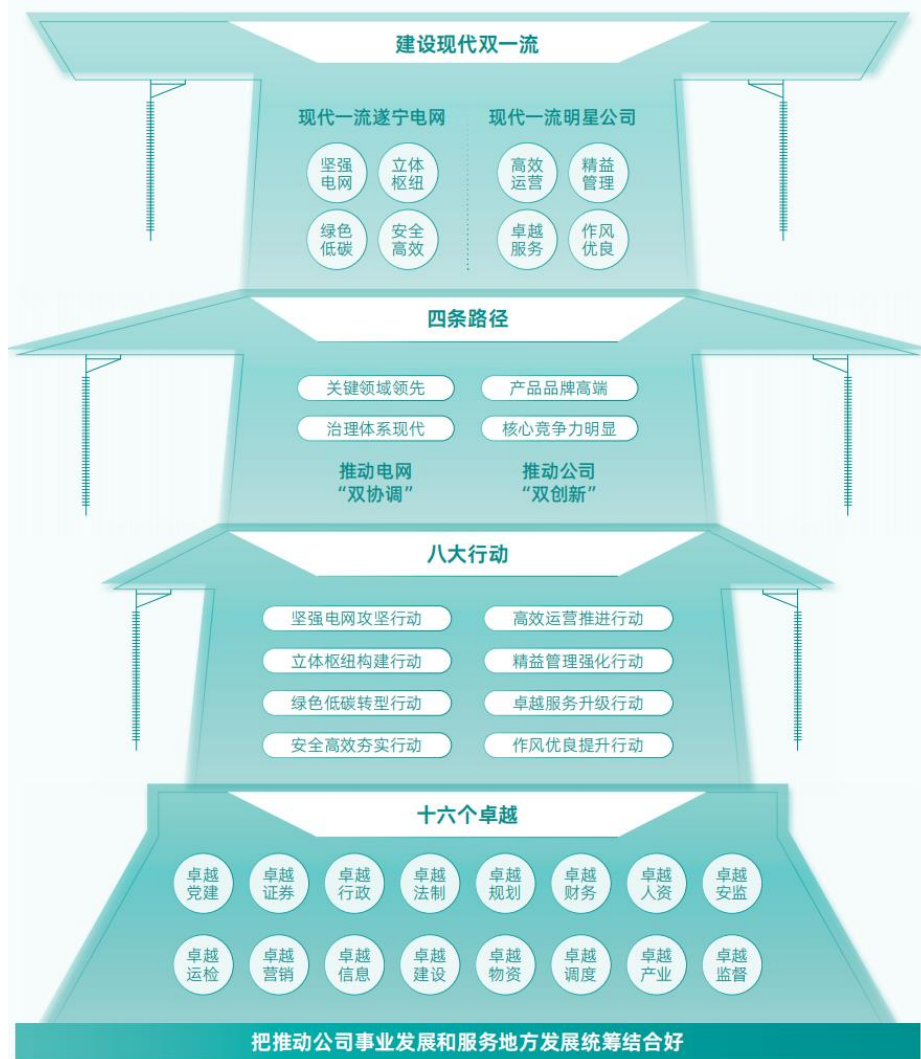 建设现代双一流
现代一流遂宁电网
现代一流明星公司
坚强
电网
立体
枢纽
高效
运营
精益
管理
绿色
低碳
安全
高效
卓越
服务
作风
优良
四条路径
关键领域领先
产品品牌高端
治理体系现代
核心竞争力明显
推动电网
“双协调”
推动公司
“双创新”
八大行动
坚强电网攻坚行动
高效运营推进行动
立体枢纽构建行动
精益管理强化行动
绿色低碳转型行动
卓越服务升级行动
安全高效夯实行动
作风优良提升行动
十六个卓越
卓越
党建
卓越
证券
卓越
行政
卓越
法制
卓越
规划
卓越
财务
卓越
人资
卓越
安监
卓越
运检
卓越
营销
卓越
信息
卓越
建设
卓越
物资
卓越
调度
卓越
产业
卓越
监督
把推动公司事业发展和服务地方发展统筹结合好